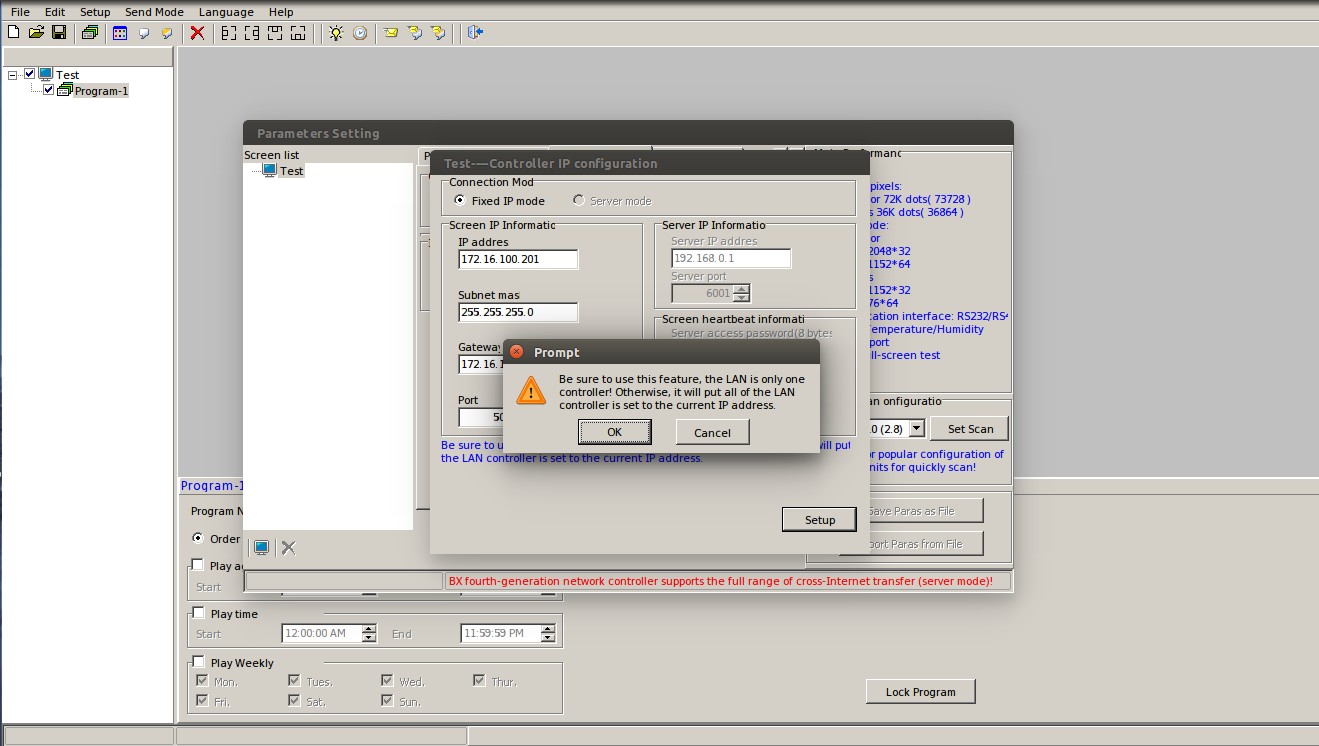 File Edit Setup Send Mode Language Help
Test
Program-1
Parameters Setting
Screen list
Test
Test----Controller IP configuration
Connection Mod
Fixed IP mode
Server mode
Screen IP Informatic
IP addres
172.16.100.201
Subnet mas
255.255.255.0
Gateway
172.16.1
Port
Server IP Informatio
Server IP addres
192.168.0.1
Server port
6001
Screen heartbeat informati
Server access password(8 bytes
Prompt
Be sure to use this feature, the LAN is only one
controller! Otherwise, it will put all of the LAN
controller is set to the current IP address.
OK
Cancel
Be sure to u
will put
the LAN controller is set to the current IP address.
Setup
pixels:
or 72K dots( 73728 )
s 36K dots( 36864 )
ode:
or
2048*32
1152*64
s
1152*32
76*64
cation interface: RS232/RS4
emperature/Humidity
port
ll-screen test
an onfiguratio
.0 (2.8)
Set Scan
or popular configuration of
nits for quickly scan!
Save Paras as File
port Paras from File
BX fourth-generation network controller supports the full range of cross-Internet transfer (server mode)!
Program-1
Program N
Order
Play a
Start
Play time
Start 12:00:00 AM End 11:59:59 PM
Play Weekly
Mon. Tues. Wed. Thur.
Fri. Sat. Sun.
Lock Program